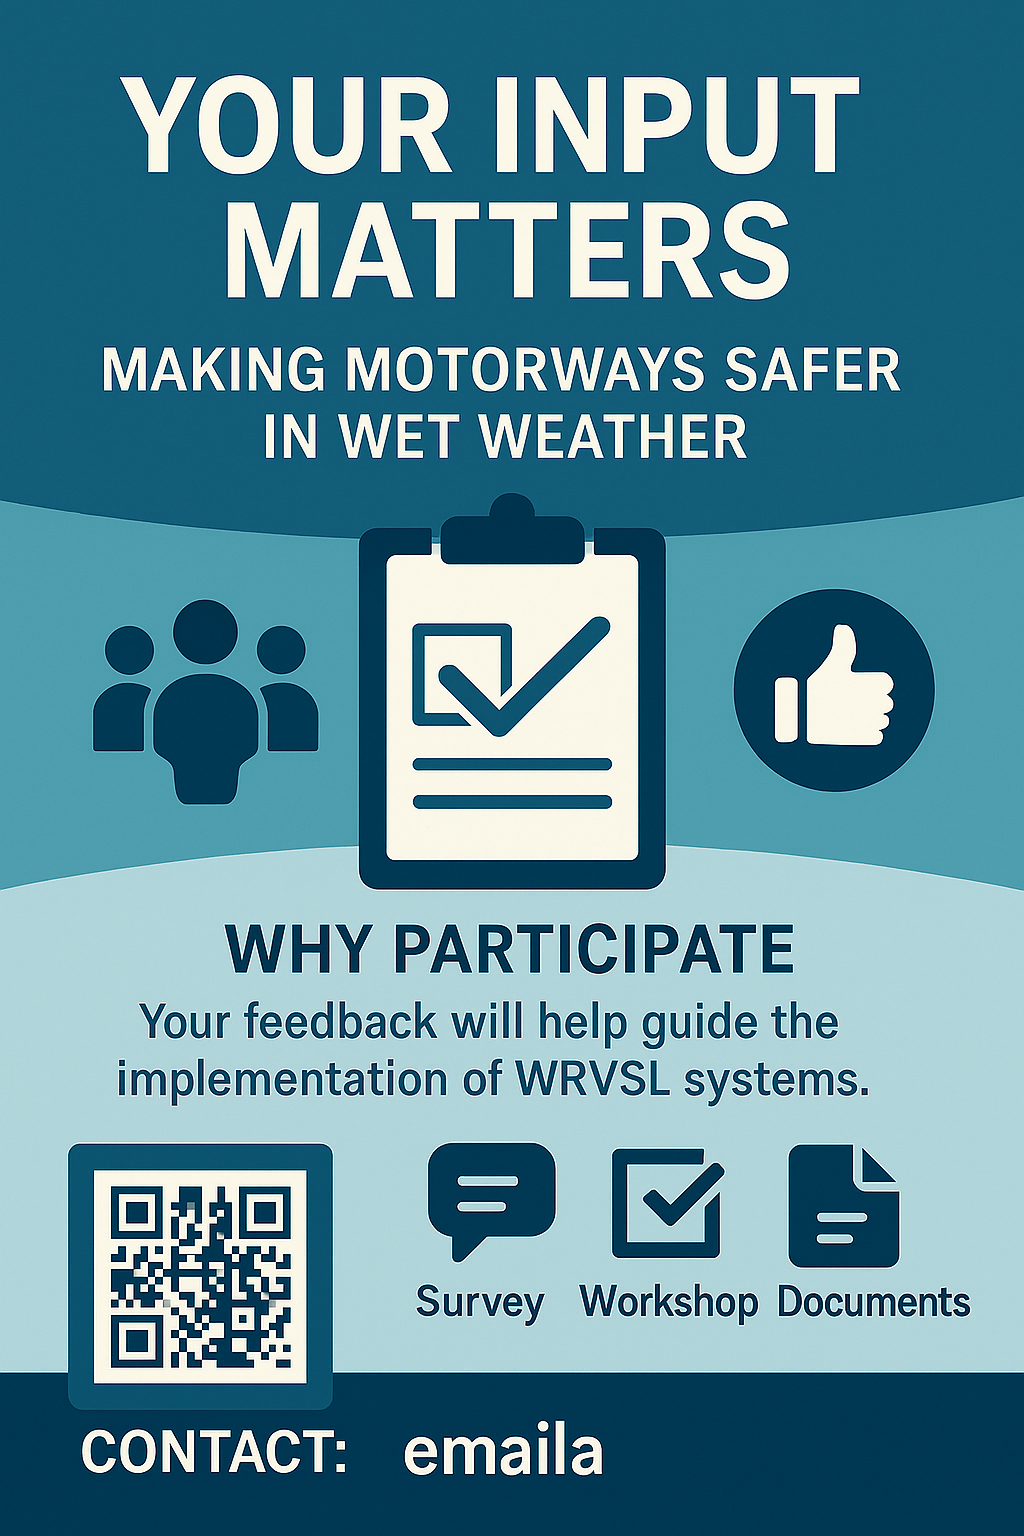 YOUR INPUT
MATTERS
MAKING MOTORWAYS SAFER
IN WET WEATHER
WHY PARTICIPATE
Your feedback will help guide the
implementation of WRVSL systems.
Survey
Workshop
Documents
CONTACT: emaila